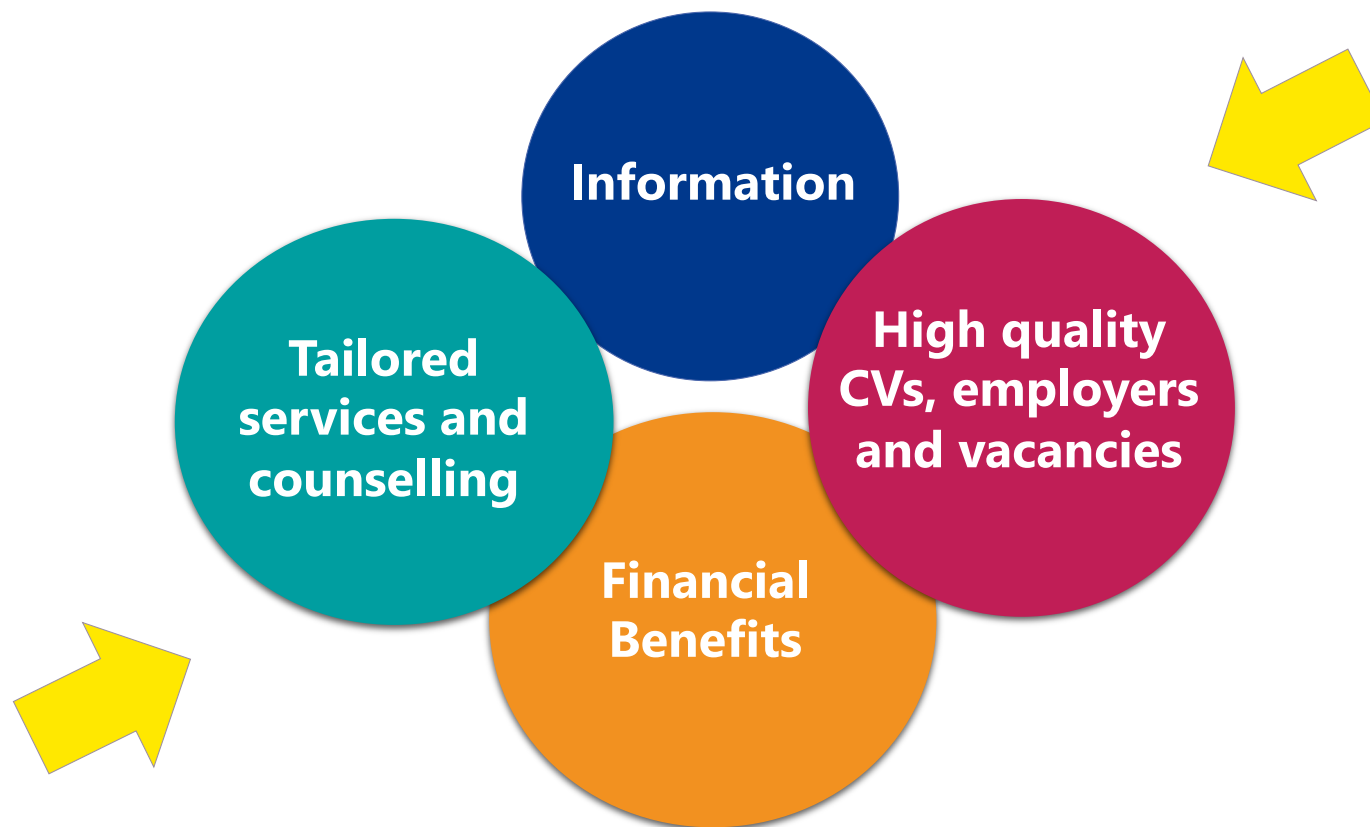 Information
Tailored
services and
counselling
High quality
CVs, employers
and vacancies
Financial
Benefits